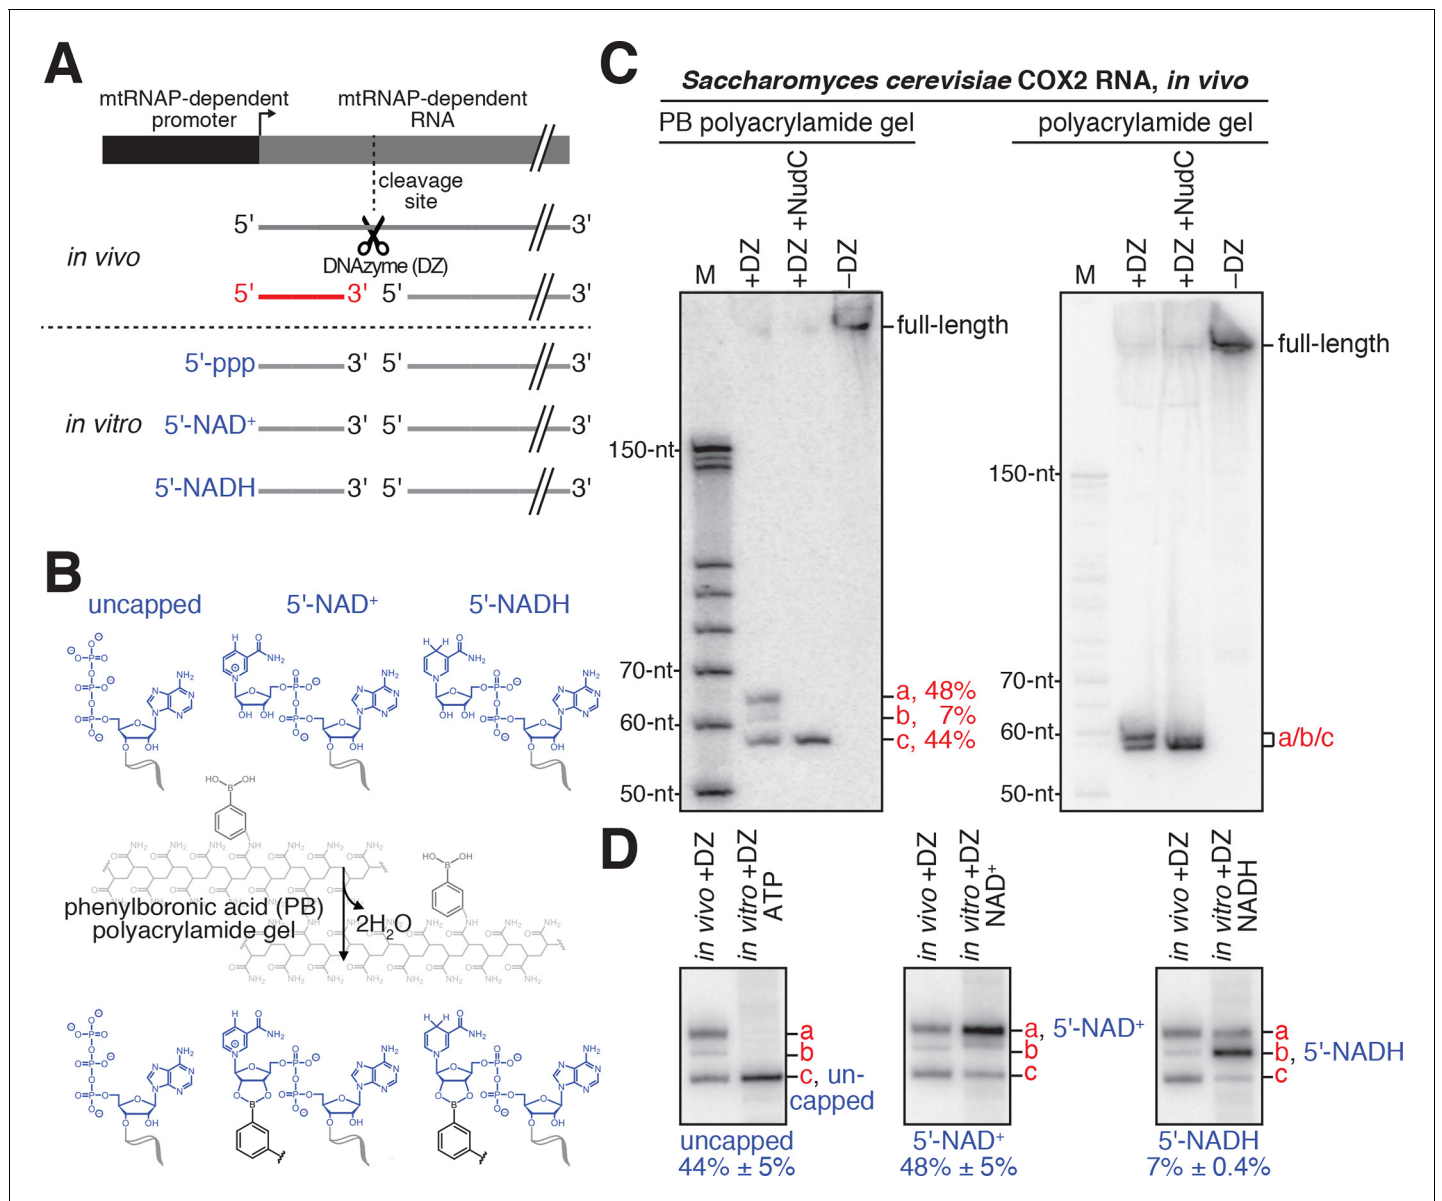 A
mtRNAP-dependent
promoter
mtRNAP-dependent
RNA
cleavage
site
5'
3'
in vivo
DNAzyme (DZ)
5'
3'
5'
3'
5'-ppp
3'
5'
3'
in vitro
5'-NAD+
3'
5'
3'
5'-NADH
3'
5'
3'
B
uncapped
5'-NAD+
5'-NADH
phenylboronic acid (PB)
polyacrylamide gel
2H2O
C
Saccharomyces cerevisiae COX2 RNA, in vivo
PB polyacrylamide gel
M
+DZ
+DZ +NudC
–DZ
full-length
150-nt
70-nt
60-nt
50-nt
a, 48%
b, 7%
c, 44%
polyacrylamide gel
M
+DZ
+DZ +NudC
–DZ
full-length
150-nt
70-nt
60-nt
50-nt
a/b/c
D
in vivo +DZ
in vitro +DZ
ATP
a
b
c, un-
capped
uncapped
44% ± 5%
in vivo +DZ
in vitro +DZ
NAD+
a, 5'-NAD+
b
c
5'-NAD+
48% ± 5%
in vivo +DZ
in vitro +DZ
NADH
a
b, 5'-NADH
c
5'-NADH
7% ± 0.4%